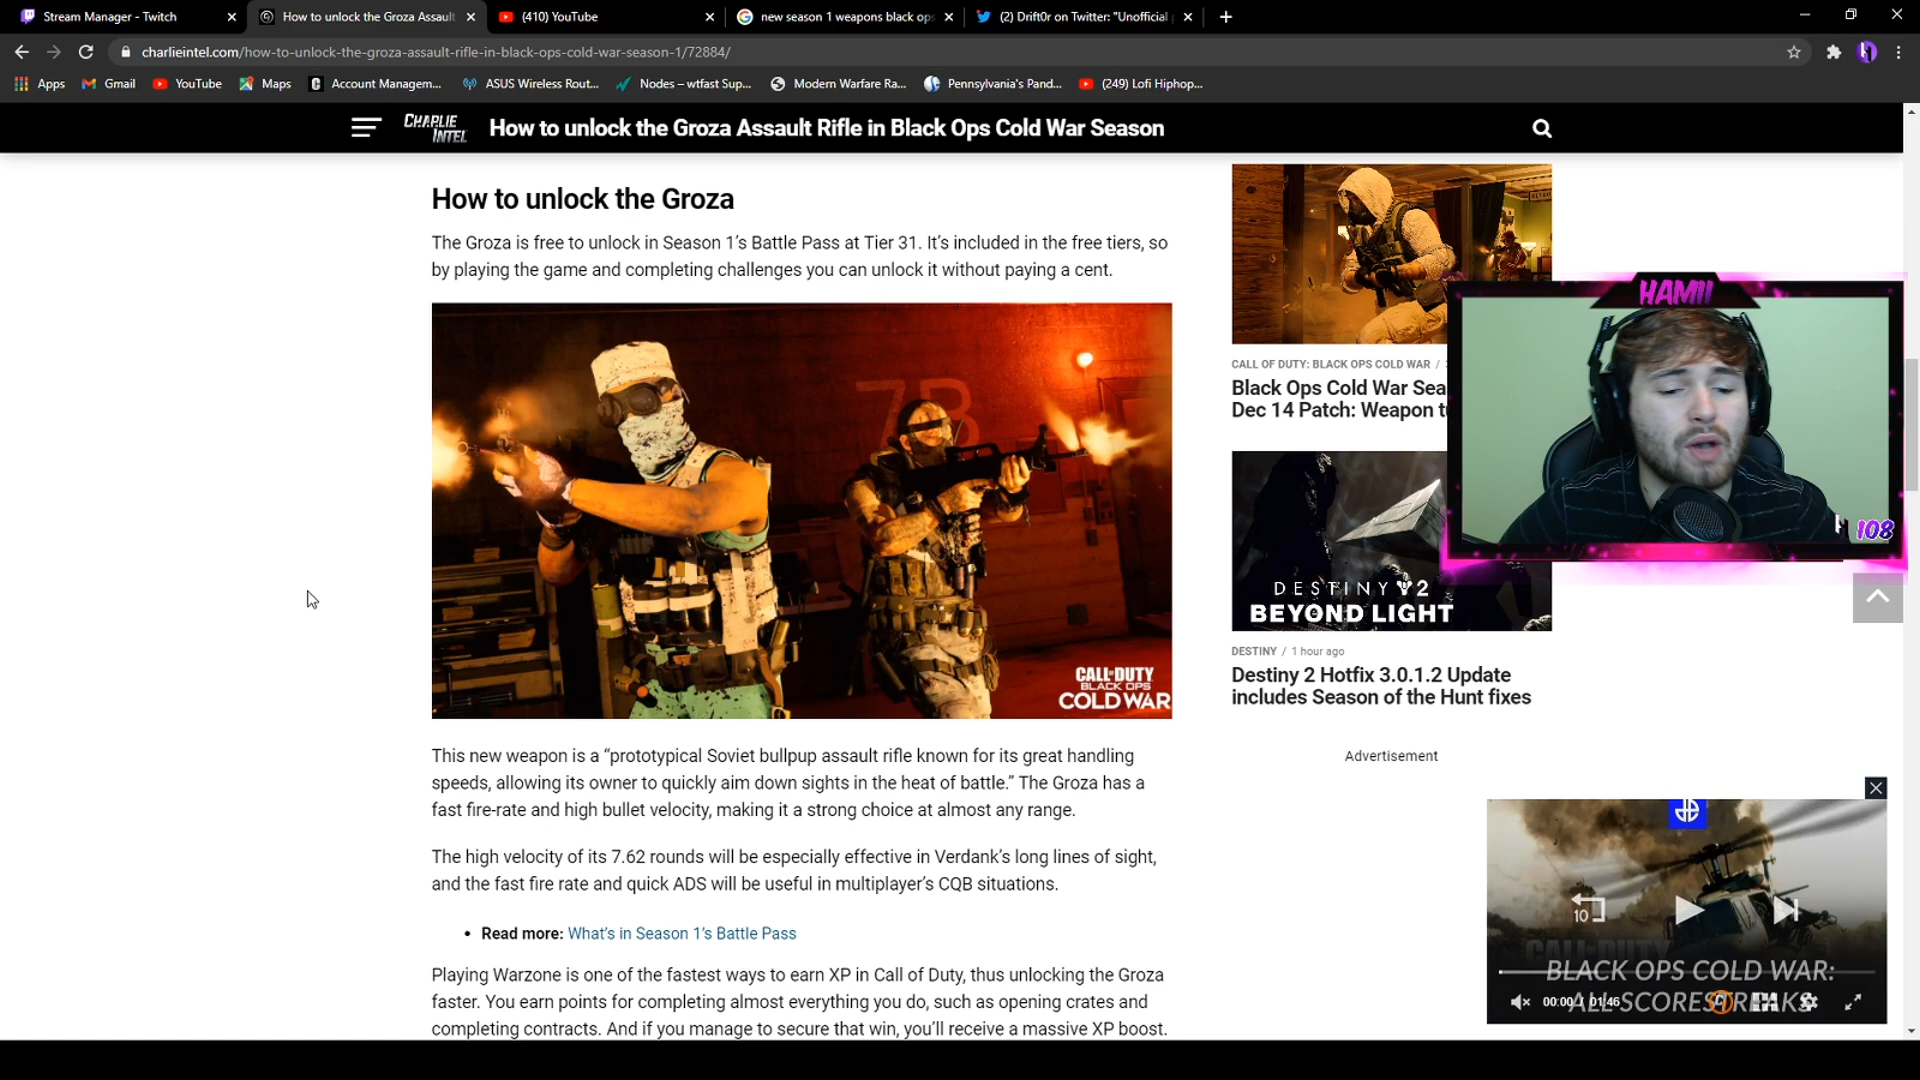 Stream Manager - Twitch
How to unlock the Groza Assault
(410) YouTube
new season 1 weapons black ops
(2) Drift0r on Twitter: "Unofficial
charlieintel.com/how-to-unlock-the-groza-assault-rifle-in-black-ops-cold-war-season-1/72884/
Apps
Gmail
YouTube
Maps
Account Managem...
ASUS Wireless Rout...
Nodes – wtfast Sup...
Modern Warfare Ra...
Pennsylvania's Pand...
(249) Lofi Hiphop...
CHARLIE
INTEL
How to unlock the Groza Assault Rifle in Black Ops Cold War Season
How to unlock the Groza
The Groza is free to unlock in Season 1's Battle Pass at Tier 31. It's included in the free tiers, so
by playing the game and completing challenges you can unlock it without paying a cent.
7B
CALL OF DUTY
BLACK OPS
COLD WAR
This new weapon is a “prototypical Soviet bullpup assault rifle known for its great handling
speeds, allowing its owner to quickly aim down sights in the heat of battle.” The Groza has a
fast fire-rate and high bullet velocity, making it a strong choice at almost any range.
The high velocity of its 7.62 rounds will be especially effective in Verdank's long lines of sight,
and the fast fire rate and quick ADS will be useful in multiplayer's CQB situations.
• Read more: What's in Season 1's Battle Pass
Playing Warzone is one of the fastest ways to earn XP in Call of Duty, thus unlocking the Groza
faster. You earn points for completing almost everything you do, such as opening crates and
completing contracts. And if you manage to secure that win, you'll receive a massive XP boost.
CALL OF DUTY: BLACK OPS COLD WAR /
Black Ops Cold War Sea
Dec 14 Patch: Weapon
HAMII
108
DESTINY 2
BEYOND LIGHT
DESTINY / 1 hour ago
Destiny 2 Hotfix 3.0.1.2 Update
includes Season of the Hunt fixes
Advertisement
10
CALL OF DUTY
BLACK OPS COLD WAR:
ALL SCORESTREAKS
00:00 / 01:46